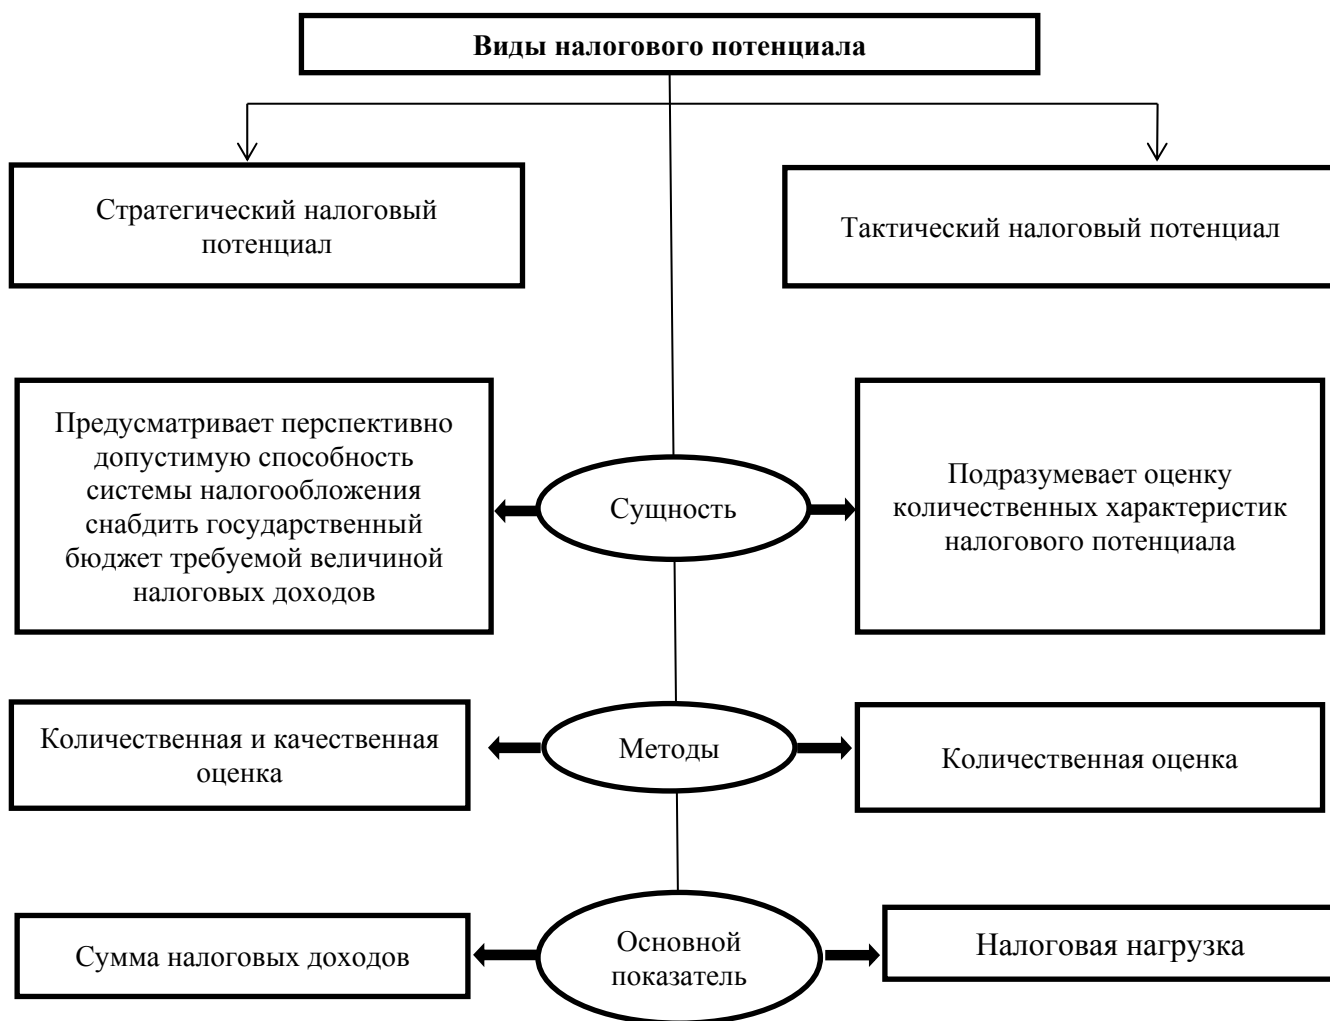 Виды налогового потенциала
Стратегический налоговый
потенциал
Тактический налоговый потенциал
Предусматривает перспективно
допустимую способность
системы налогообложения
снабдить государственный
бюджет требуемой величиной
налоговых доходов
Сущность
Подразумевает оценку
количественных характеристик
налогового потенциала
Количественная и качественная
оценка
Методы
Количественная оценка
Сумма налоговых доходов
Основной
показатель
Налоговая нагрузка